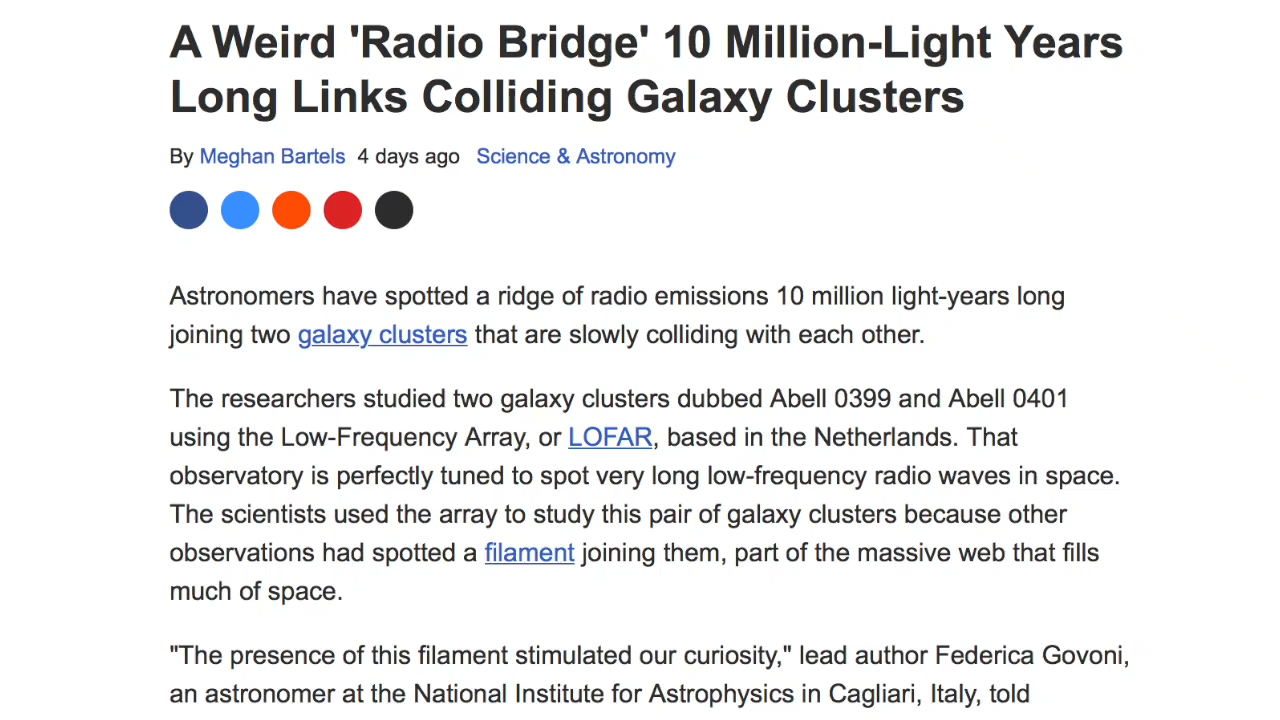 A Weird 'Radio Bridge' 10 Million-Light Years
Long Links Colliding Galaxy Clusters
By Meghan Bartels 4 days ago Science & Astronomy
Astronomers have spotted a ridge of radio emissions 10 million light-years long
joining two galaxy clusters that are slowly colliding with each other.
The researchers studied two galaxy clusters dubbed Abell 0399 and Abell 0401
using the Low-Frequency Array, or LOFAR, based in the Netherlands. That
observatory is perfectly tuned to spot very long low-frequency radio waves in space.
The scientists used the array to study this pair of galaxy clusters because other
observations had spotted a filament joining them, part of the massive web that fills
much of space.
"The presence of this filament stimulated our curiosity," lead author Federica Govoni,
an astronomer at the National Institute for Astrophysics in Cagliari, Italy, told